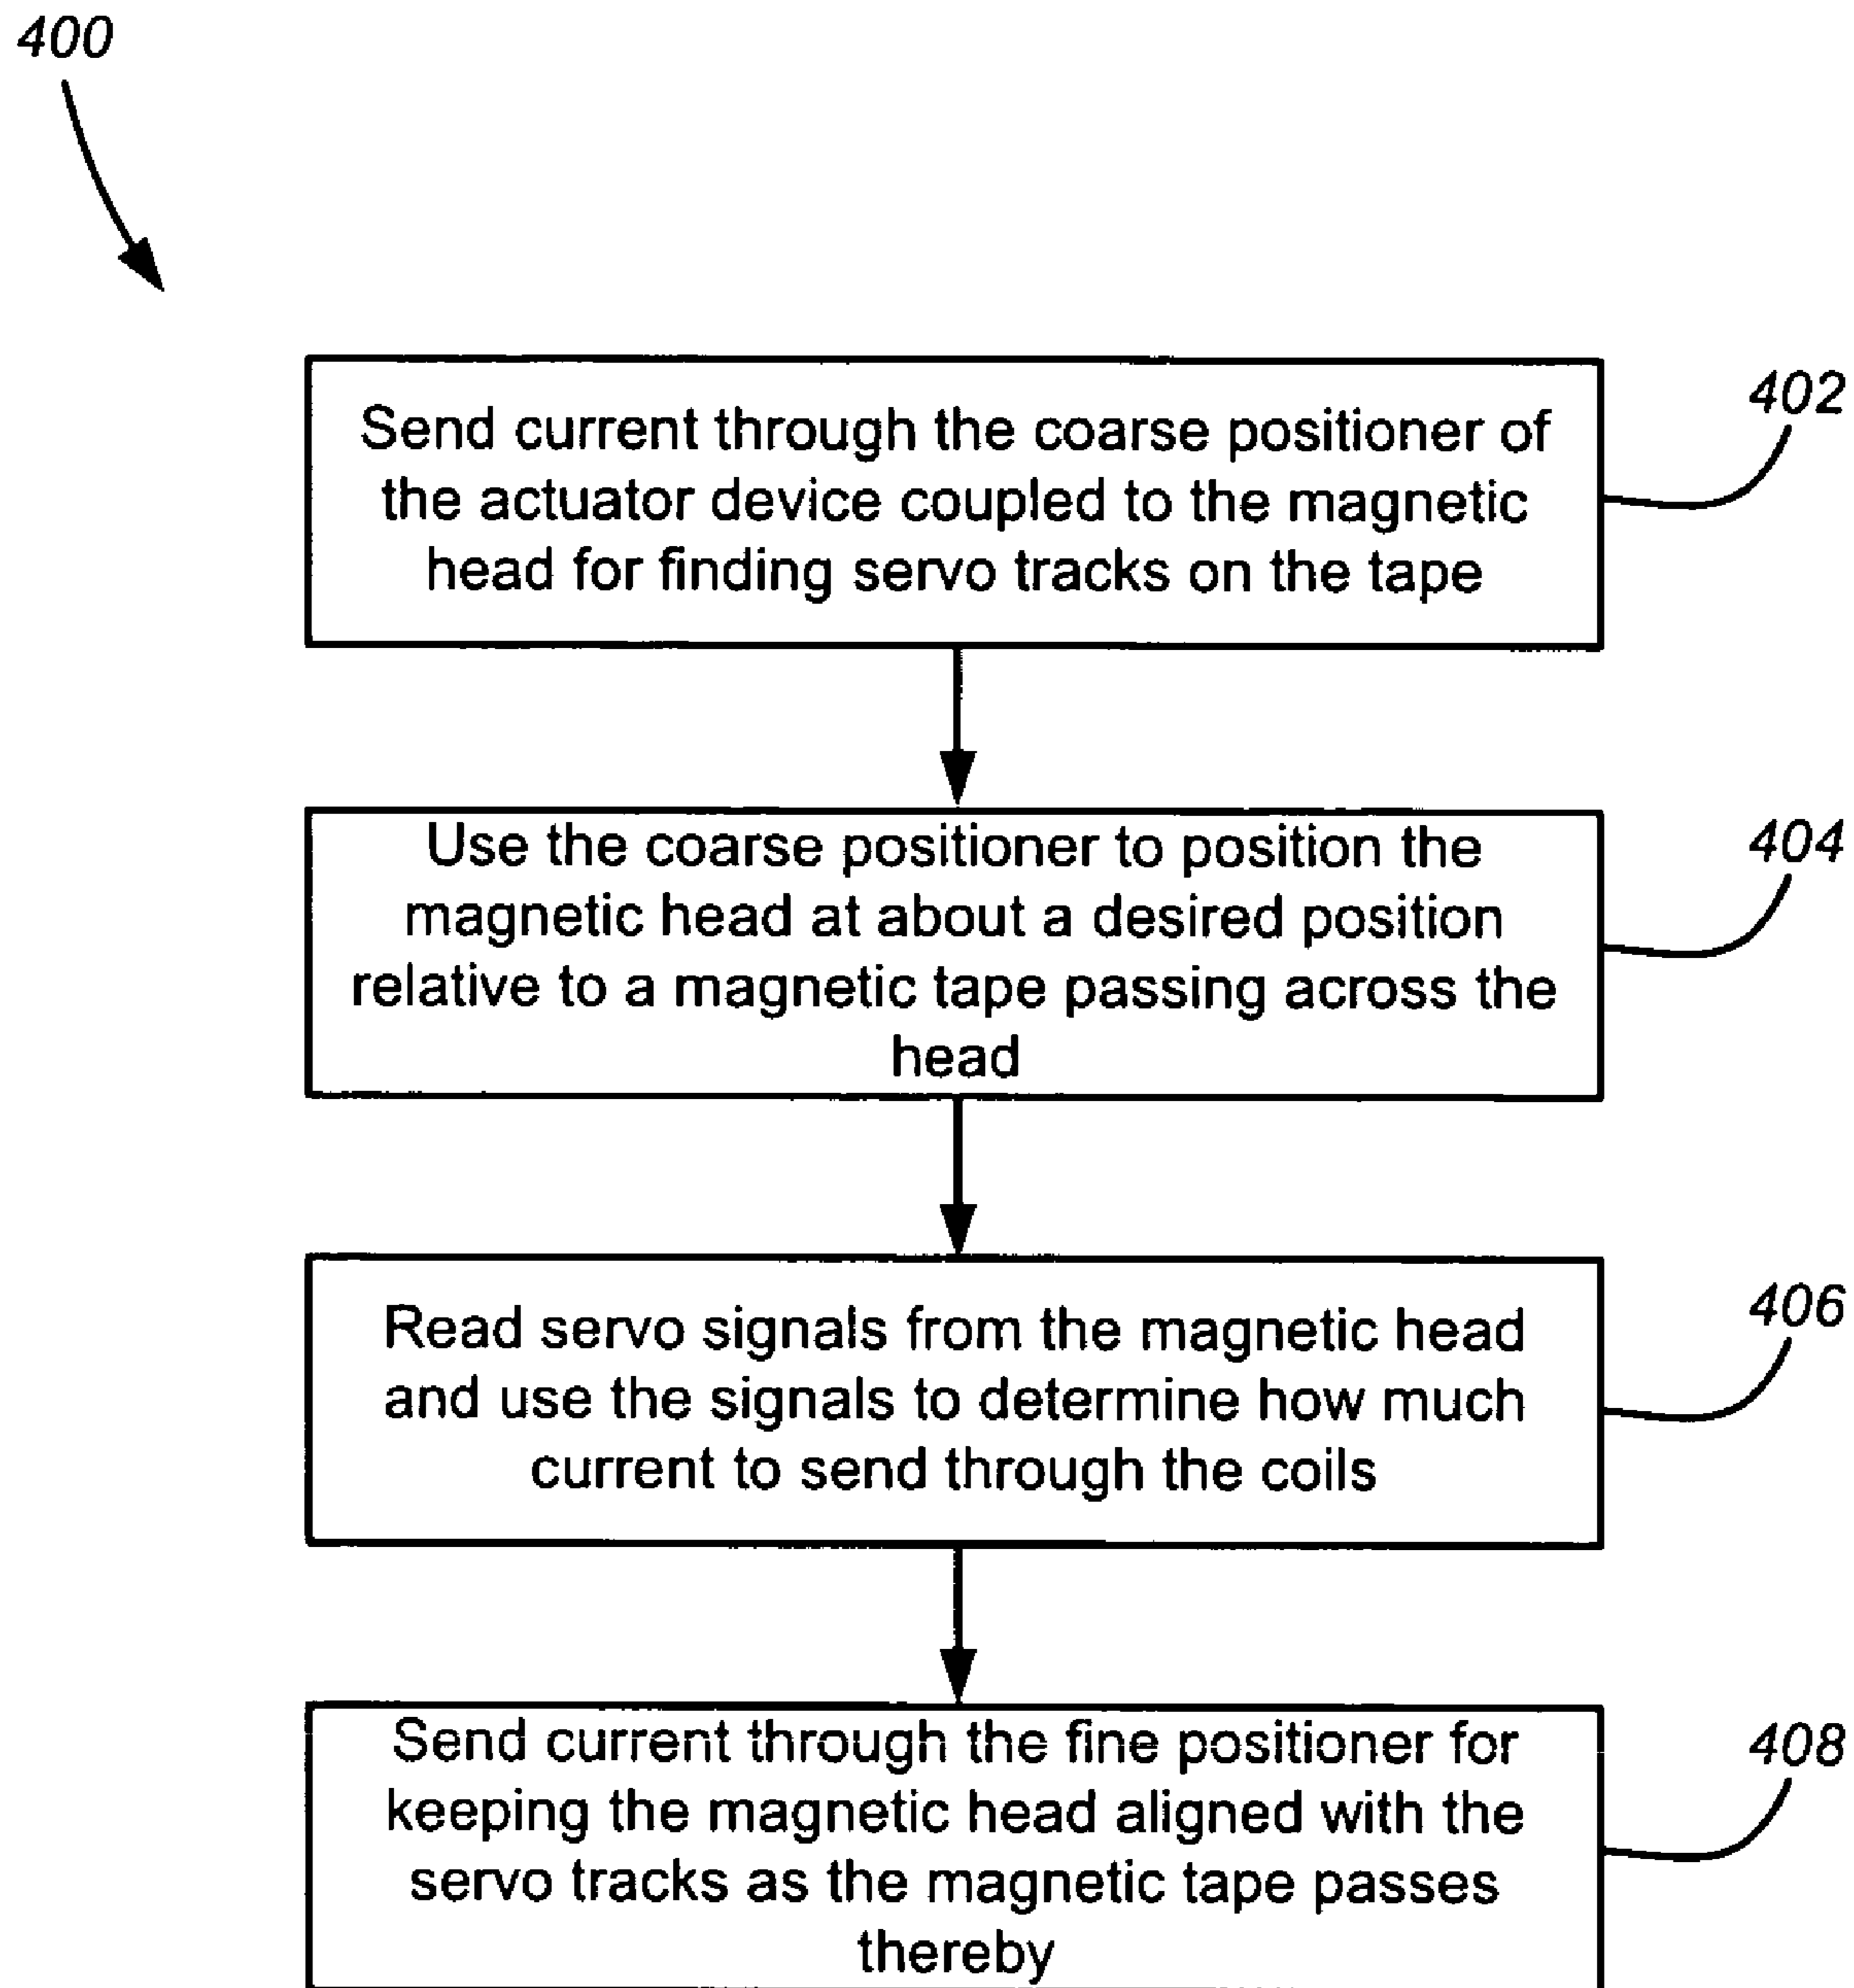 400
402
Send current through the coarse positioner of
the actuator device coupled to the magnetic
head for finding servo tracks on the tape
404
Use the coarse positioner to position the
magnetic head at about a desired position
relative to a magnetic tape passing across the
head
406
Read servo signals from the magnetic head
and use the signals to determine how much
current to send through the coils
408
Send current through the fine positioner for
keeping the magnetic head aligned with the
servo tracks as the magnetic tape passes
thereby